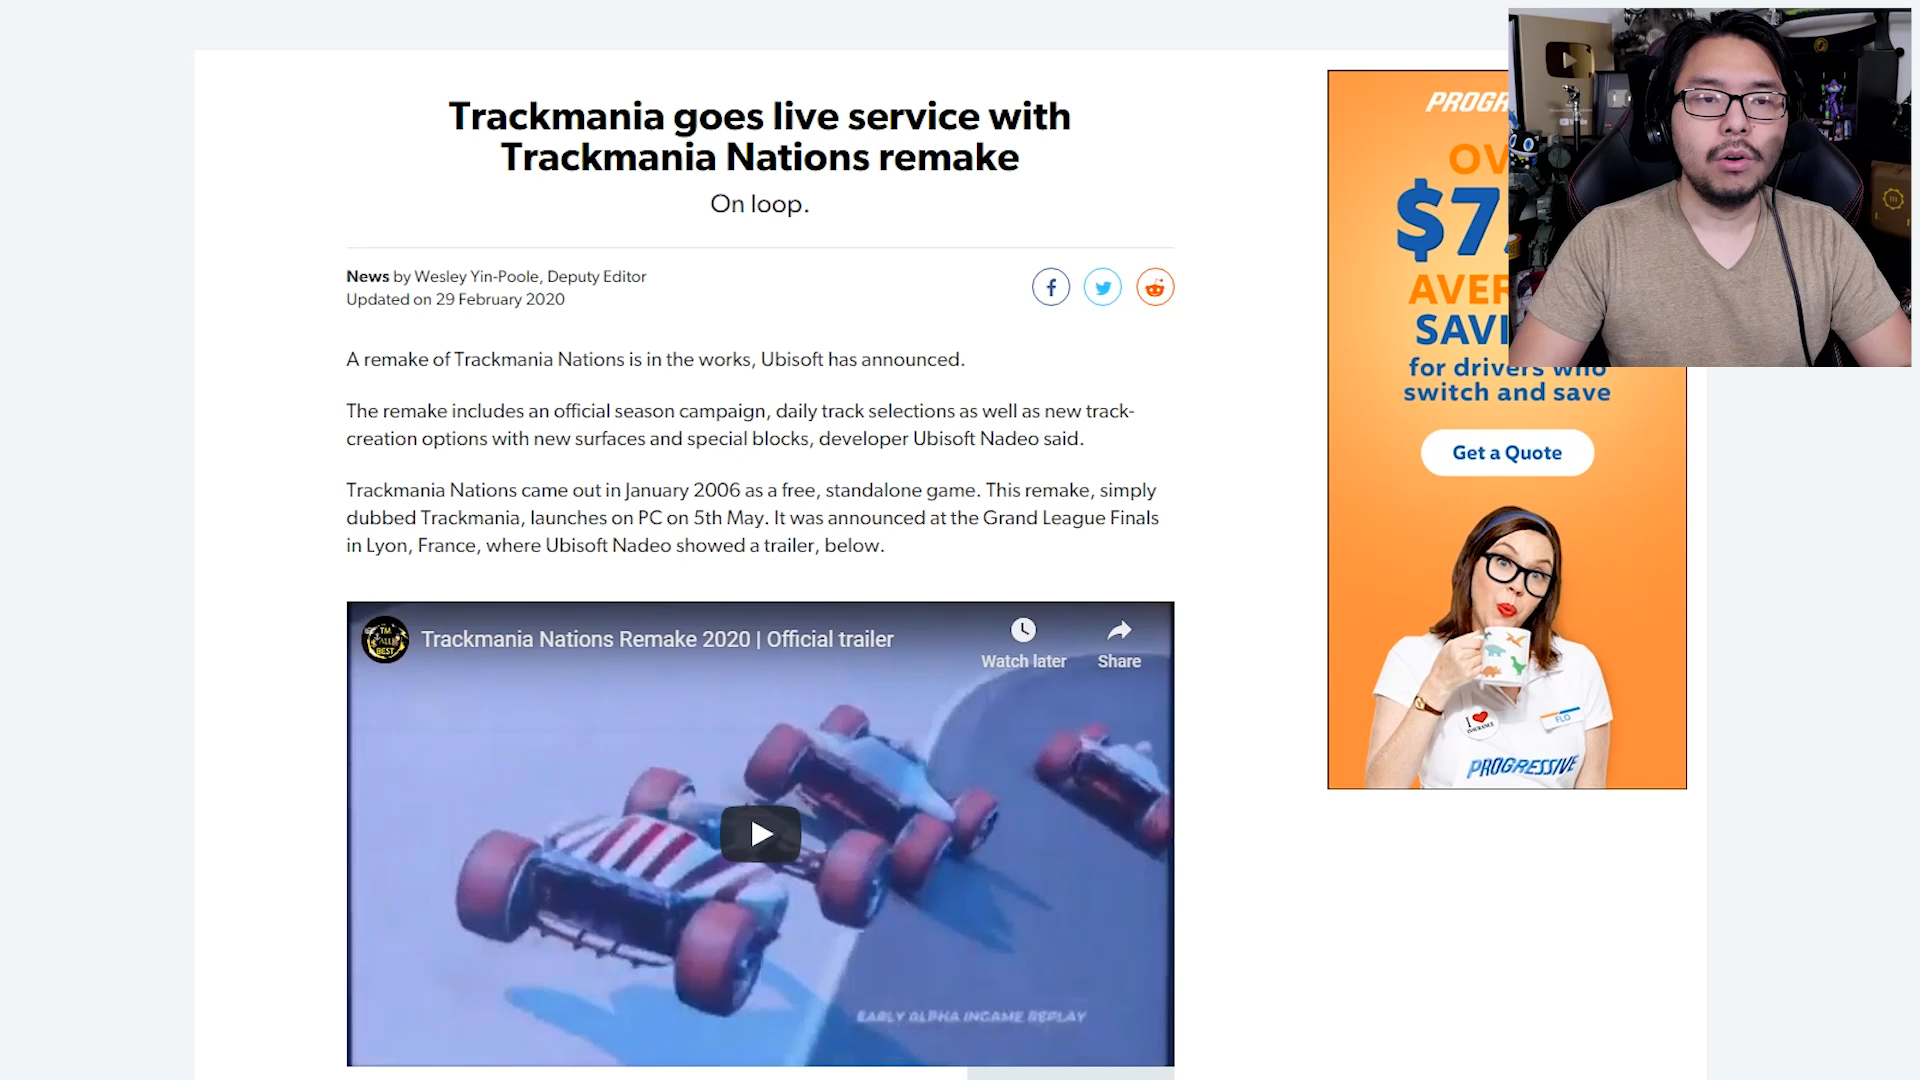 Trackmania goes live service with
Trackmania Nations remake
On loop.
News by Wesley Yin-Poole, Deputy Editor
Updated on 29 February 2020
A remake of Trackmania Nations is in the works, Ubisoft has announced.
The remake includes an official season campaign, daily track selections as well as new track-
creation options with new surfaces and special blocks, developer Ubisoft Nadeo said.
Trackmania Nations came out in January 2006 as a free, standalone game. This remake, simply
dubbed Trackmania, launches on PC on 5th May. It was announced at the Grand League Finals
in Lyon, France, where Ubisoft Nadeo showed a trailer, below.
TM
BEST
Trackmania Nations Remake 2020 | Official trailer
Watch later
Share
EARLY ALPHA INGAME REPLAY
PROGR
OV
$7
AVER
SAVI
for drivers who
switch and save
Get a Quote
I
INSURANCE
FLO
PROGRESSIVE